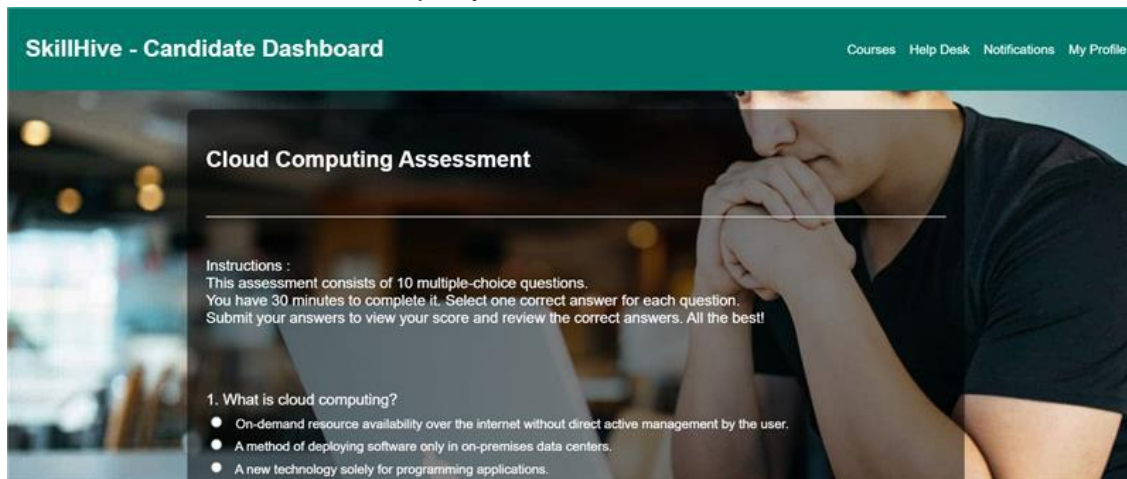 SkillHive - Candidate Dashboard
Courses Help Desk Notifications My Profile
Cloud Computing Assessment
Instructions :
This assessment consists of 10 multiple-choice questions.
You have 30 minutes to complete it. Select one correct answer for each question.
Submit your answers to view your score and review the correct answers. All the best!
1. What is cloud computing?
On-demand resource availability over the internet without direct active management by the user.
A method of deploying software only in on-premises data centers.
A new technology solely for programming applications.